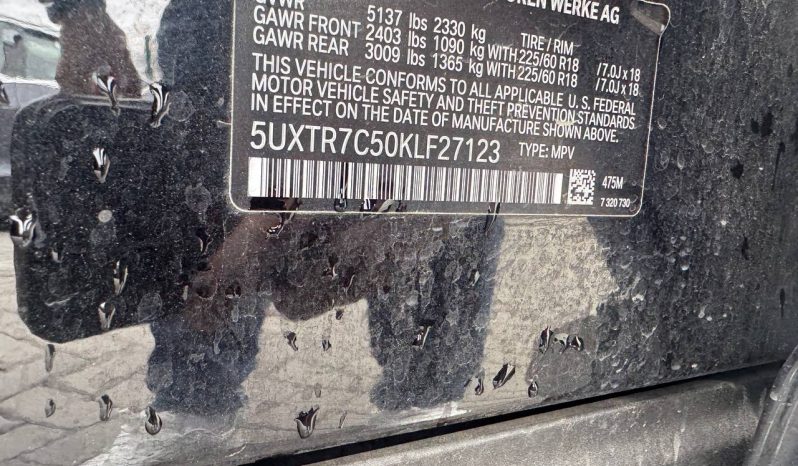 GVWR 5137 lbs 2330 kg
GAWR FRONT 2403 lbs 1090 kg WITH 225/60 R18 / 7.0J x 18
GAWR REAR 3009 lbs 1365 kg WITH 225/60 R18 / 7.0J x 18
TIRE / RIM
THIS VEHICLE CONFORMS TO ALL APPLICABLE U.S. FEDERAL
MOTOR VEHICLE SAFETY AND THEFT PREVENTION STANDARDS
IN EFFECT ON THE DATE OF MANUFACTURE SHOWN ABOVE.
5UXTR7C50KLF27123 TYPE: MPV
475M
7 320 730